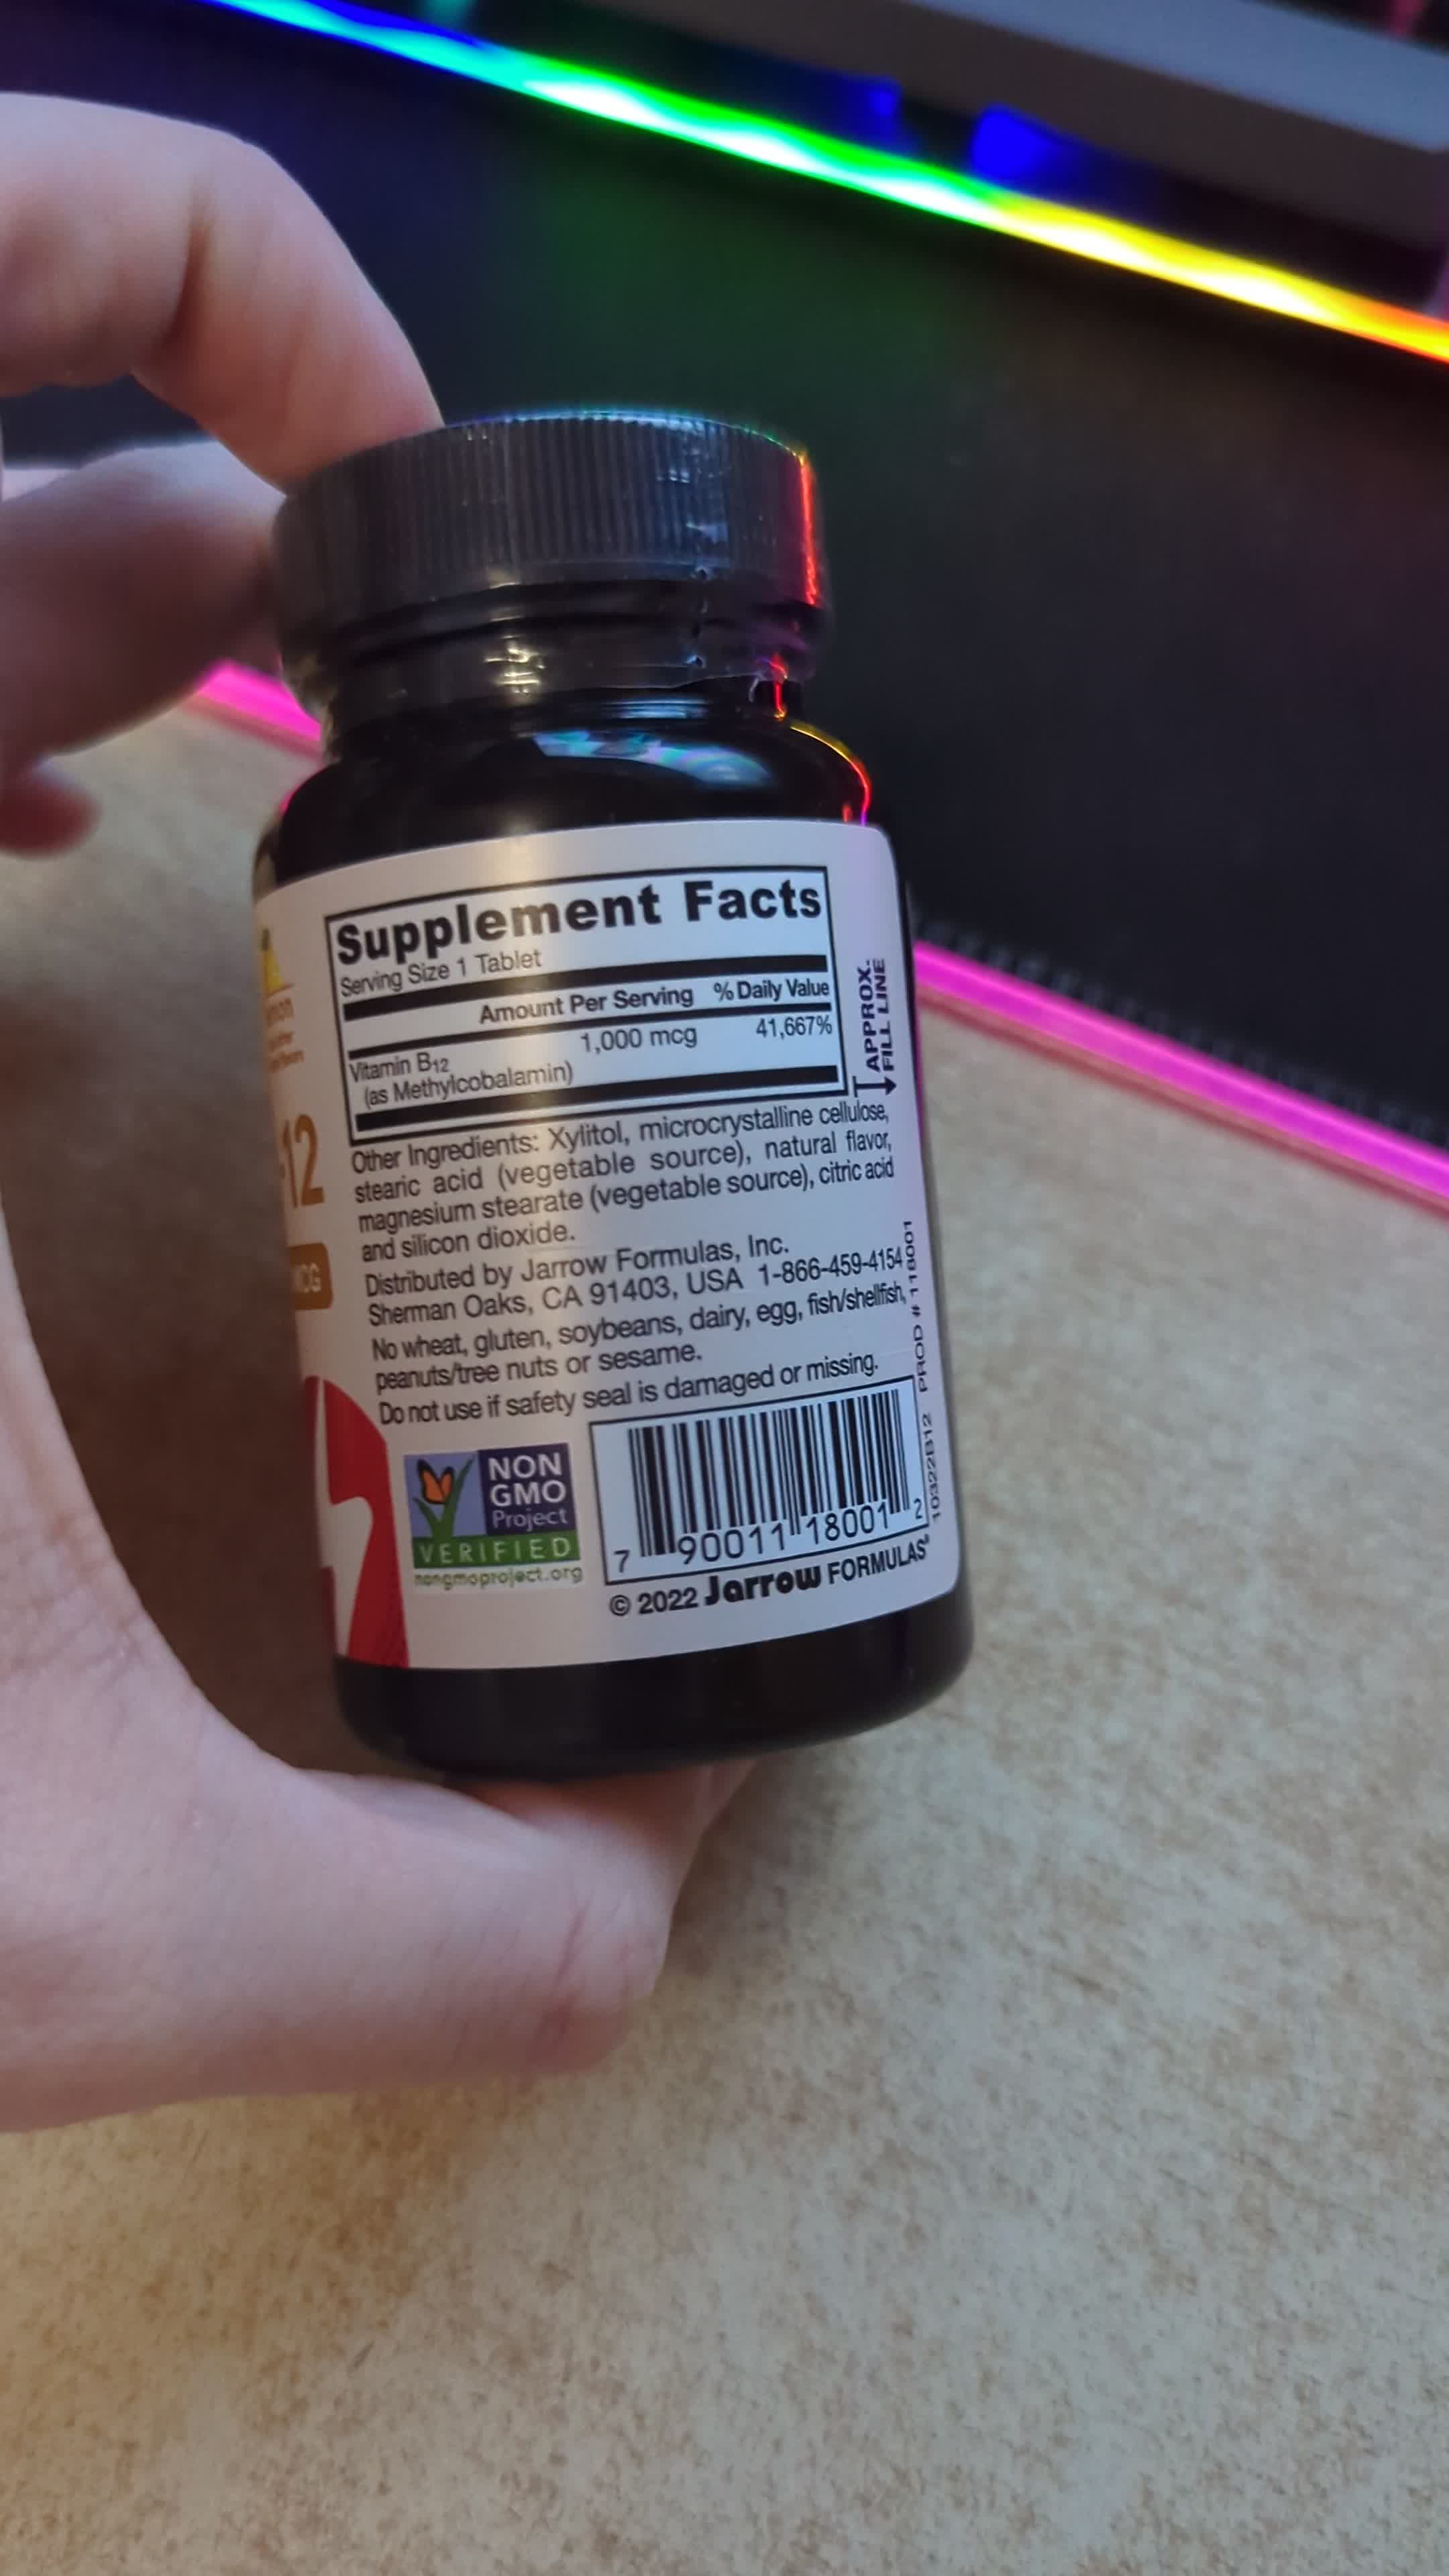 Supplement Facts
Serving Size 1 Tablet
Amount Per Serving % Daily Value
Vitamin B12 1,000 mcg 41,667%
(as Methylcobalamin)
APPROX.
FILL LINE
Other Ingredients: Xylitol, microcrystalline cellulose,
stearic acid (vegetable source), natural flavor,
magnesium stearate (vegetable source), citric acid
and silicon dioxide.
Distributed by Jarrow Formulas, Inc.
Sherman Oaks, CA 91403, USA 1-866-459-4154
No wheat, gluten, soybeans, dairy, egg, fish/shellfish,
peanuts/tree nuts or sesame.
Do not use if safety seal is damaged or missing.
NON
GMO
Project
VERIFIED
nongmoproject.org
7 90011 18001 2
© 2022 Jarrow FORMULAS®
10322B12 PROD # 118001
12
MCG